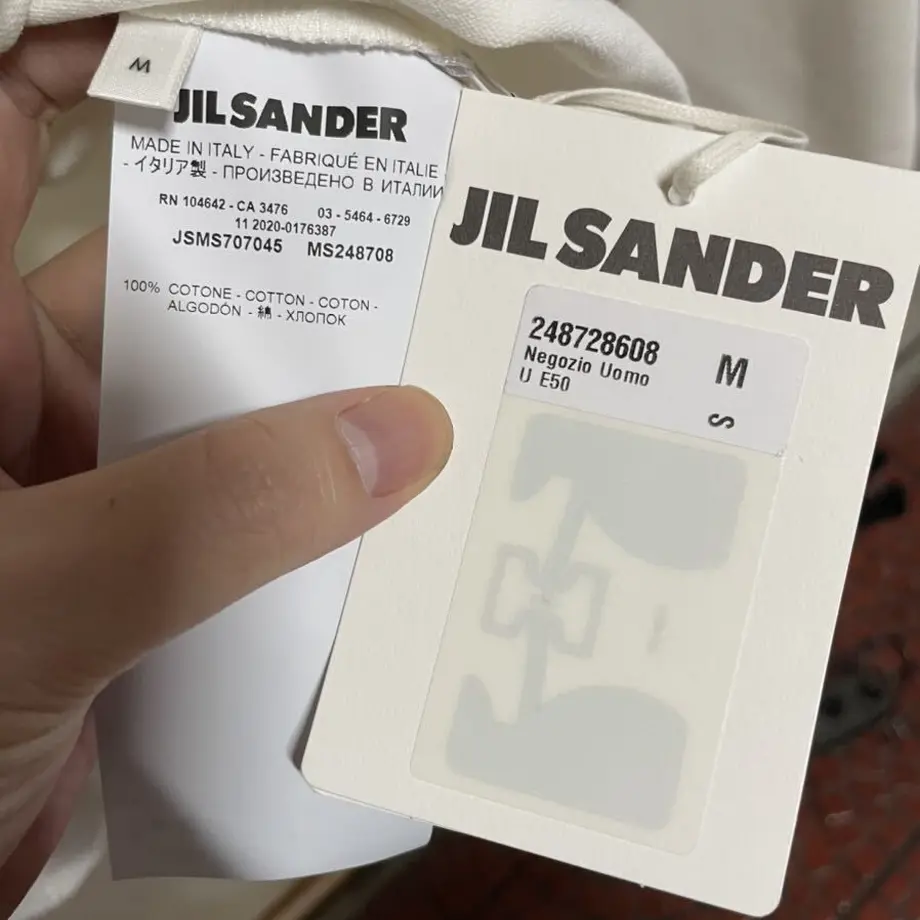 M
JIL SANDER
MADE IN ITALY - FABRIQUÉ EN ITALIE
- イタリア製 - ПРОИЗВЕДЕНО В ИТАЛИИ
RN 104642 - CA 3476 03 - 5464 - 6729
11 2020-0176387
JSMS707045 MS248708
100% COTONE - COTTON - COTON -
ALGODÓN - 綿 - ХЛОПОК
JIL SANDER
248728608 M
Negozio Uomo
U E50
S